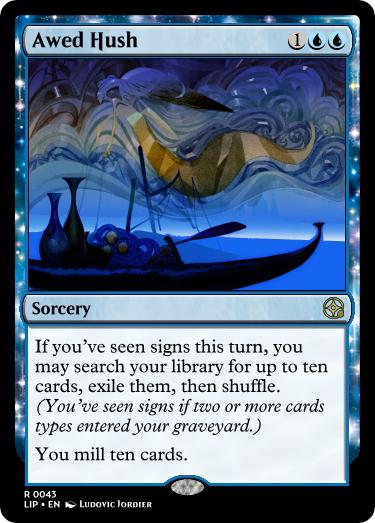 Awed Hush
1
Sorcery
If you've seen signs this turn, you
may search your library for up to ten
cards, exile them, then shuffle.
(You've seen signs if two or more cards
types entered your graveyard.)
You mill ten cards.
R 0043
LIP • EN Ludovic Jordier